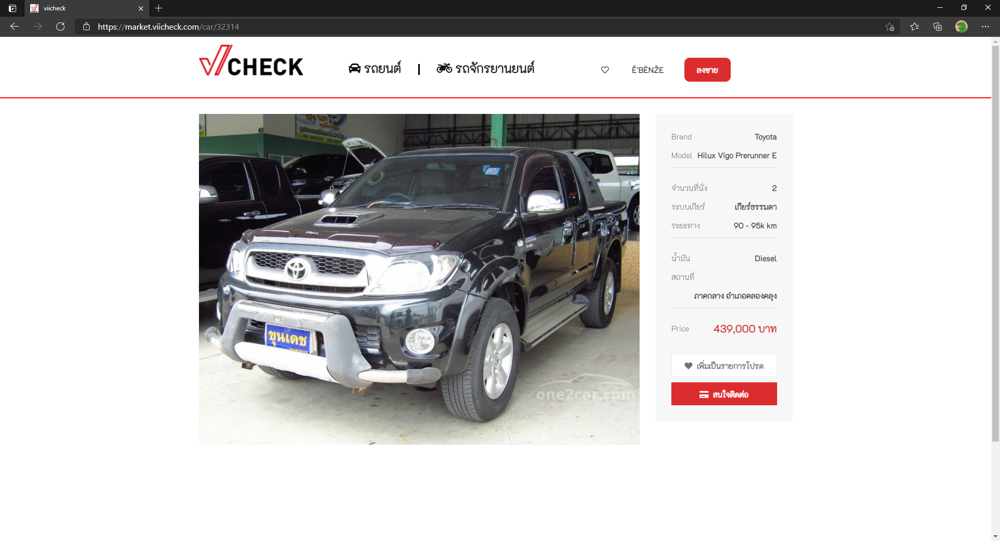 viicheck
https://market.viicheck.com/car/32314
CHECK
รถยนต์
รถจักรยานยนต์
Ě'BËNŽE
ลงขาย
Brand Toyota
Model Hilux Vigo Prerunner E
จำนวนที่นั่ง 2
ระบบเกียร์ เกียร์ธรรมดา
ระยะทาง 90 - 95k km
น้ำมัน Diesel
สถานที่
ภาคกลาง อำเภอคลองคลุง
Price 439,000 บาท
เพิ่มเป็นรายการโปรด
สนใจติดต่อ
ขุนเดช
one2car.com